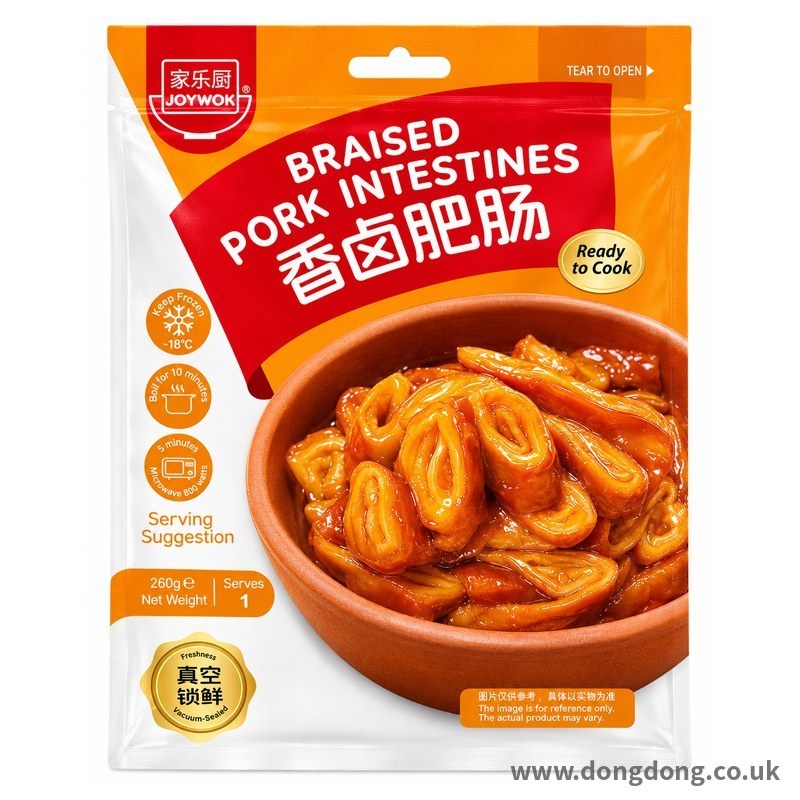 家乐厨
JOYWOK®
TEAR TO OPEN
BRAISED
PORK INTESTINES
香卤肥肠
Ready
to Cook
Keep Frozen
-18°C
Boil for 10 minutes
5 minutes
Microwave 800 watts
Serving
Suggestion
260g℮
Net Weight
Serves
1
Freshness
真空
锁鲜
Vacuum-Sealed
图片仅供参考，具体以实物为准
The image is for reference only.
The actual product may vary.
www.dongdong.co.uk